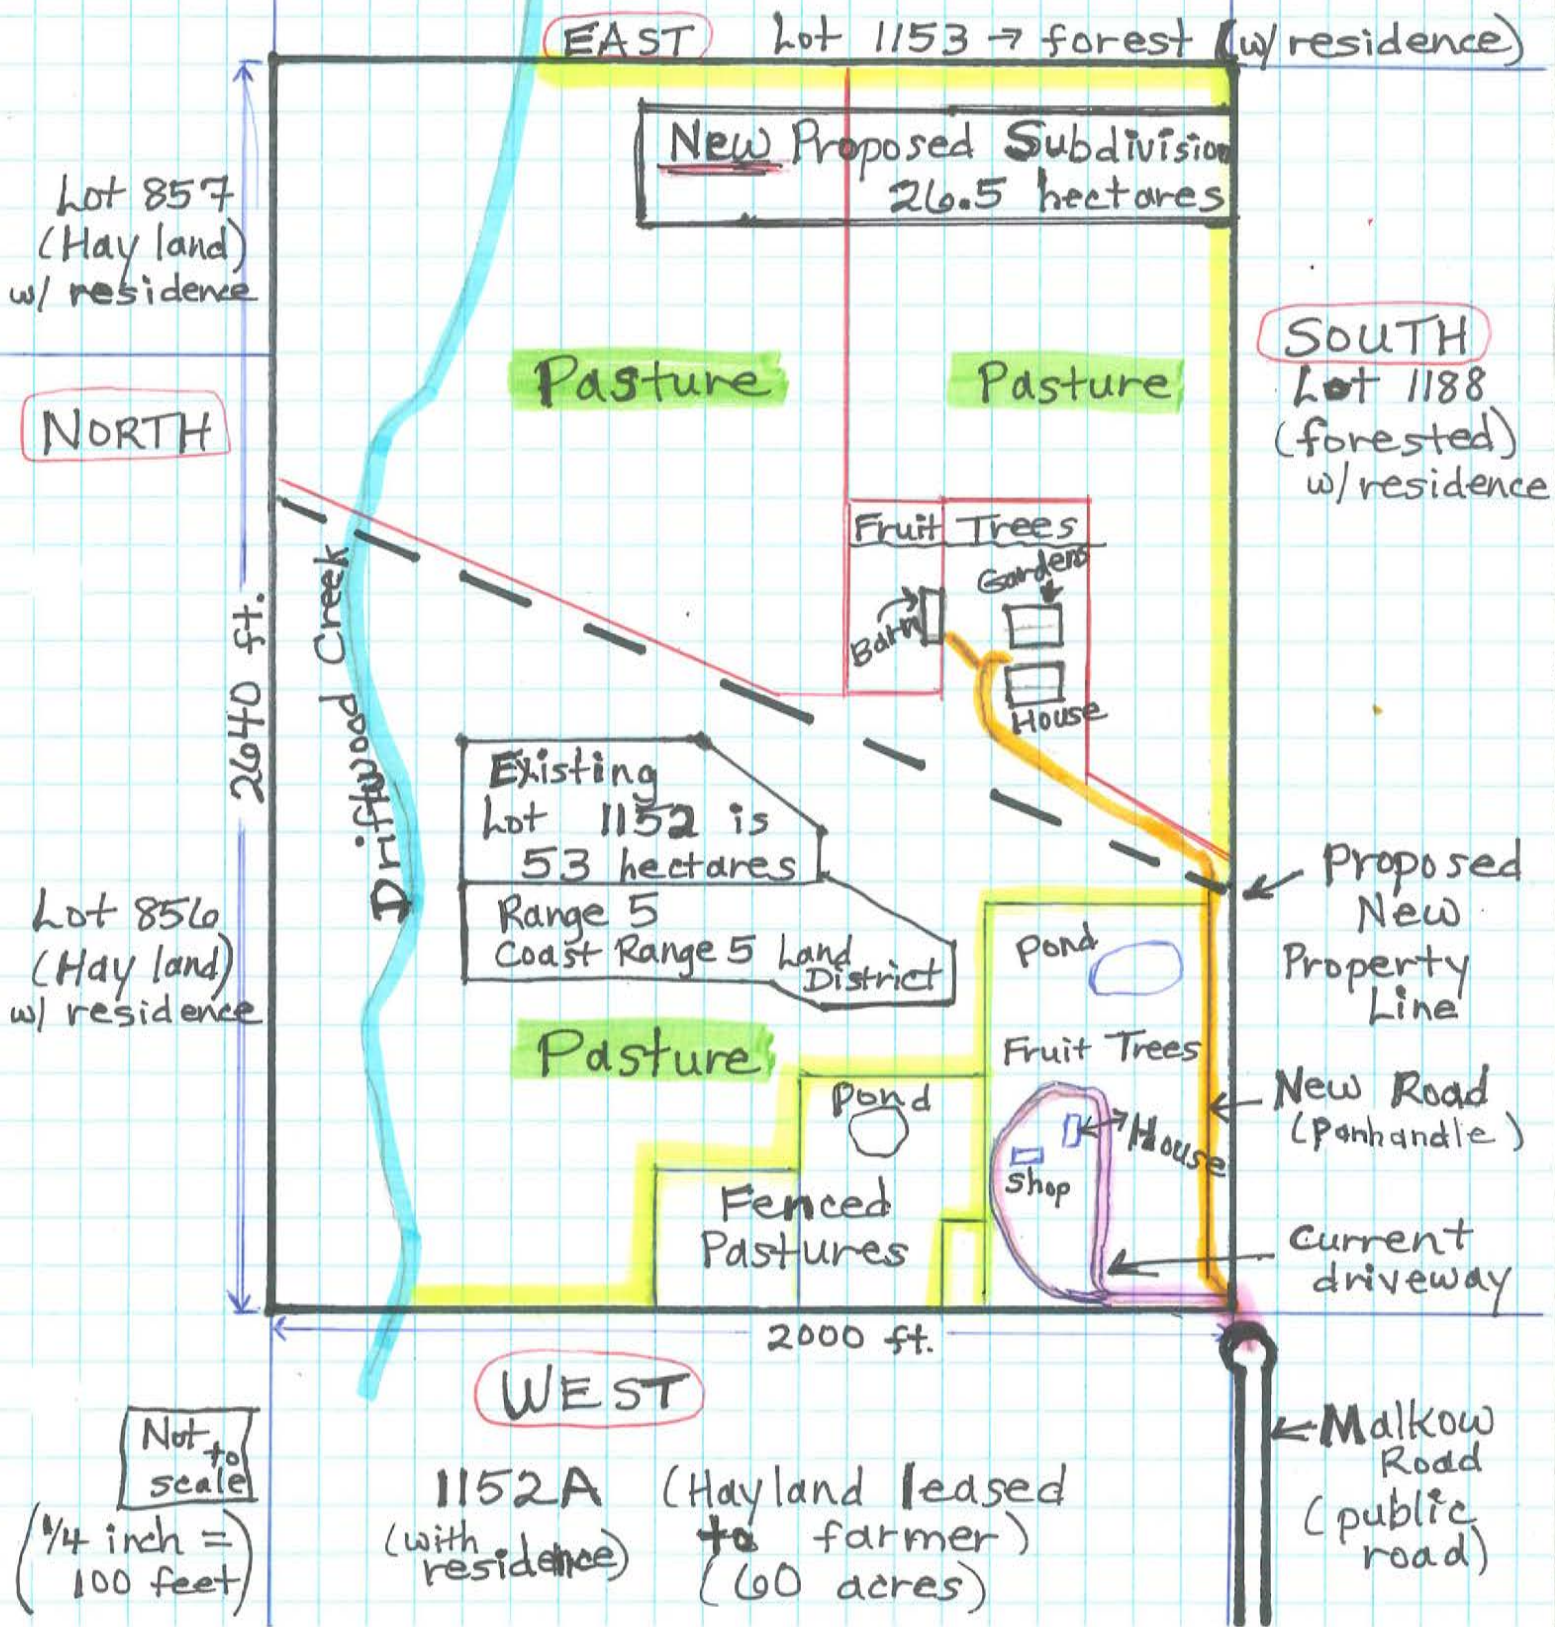 EAST Lot 1153 → forest (w/ residence)
New Proposed Subdivision
26.5 hectares
Lot 857
(Hay land)
w/ residence
NORTH
Pasture
Pasture
SOUTH
Lot 1188
(forested)
w/ residence
Fruit Trees
Gardens
Barn
House
2640 ft.
Driftwood Creek
Existing
Lot 1152 is
53 hectares
Range 5
Coast Range 5 Land
District
Proposed
New
Property
Line
Lot 856
(Hay land)
w/ residence
Pond
Pasture
Fruit Trees
Pond
New Road
(Panhandle)
House
Shop
Fenced
Pastures
Current
driveway
2000 ft.
WEST
Not
to
scale
(1/4 inch =
100 feet)
1152A (Hayland leased
(with to farmer)
residence) (60 acres)
Malkow
Road
(public
road)